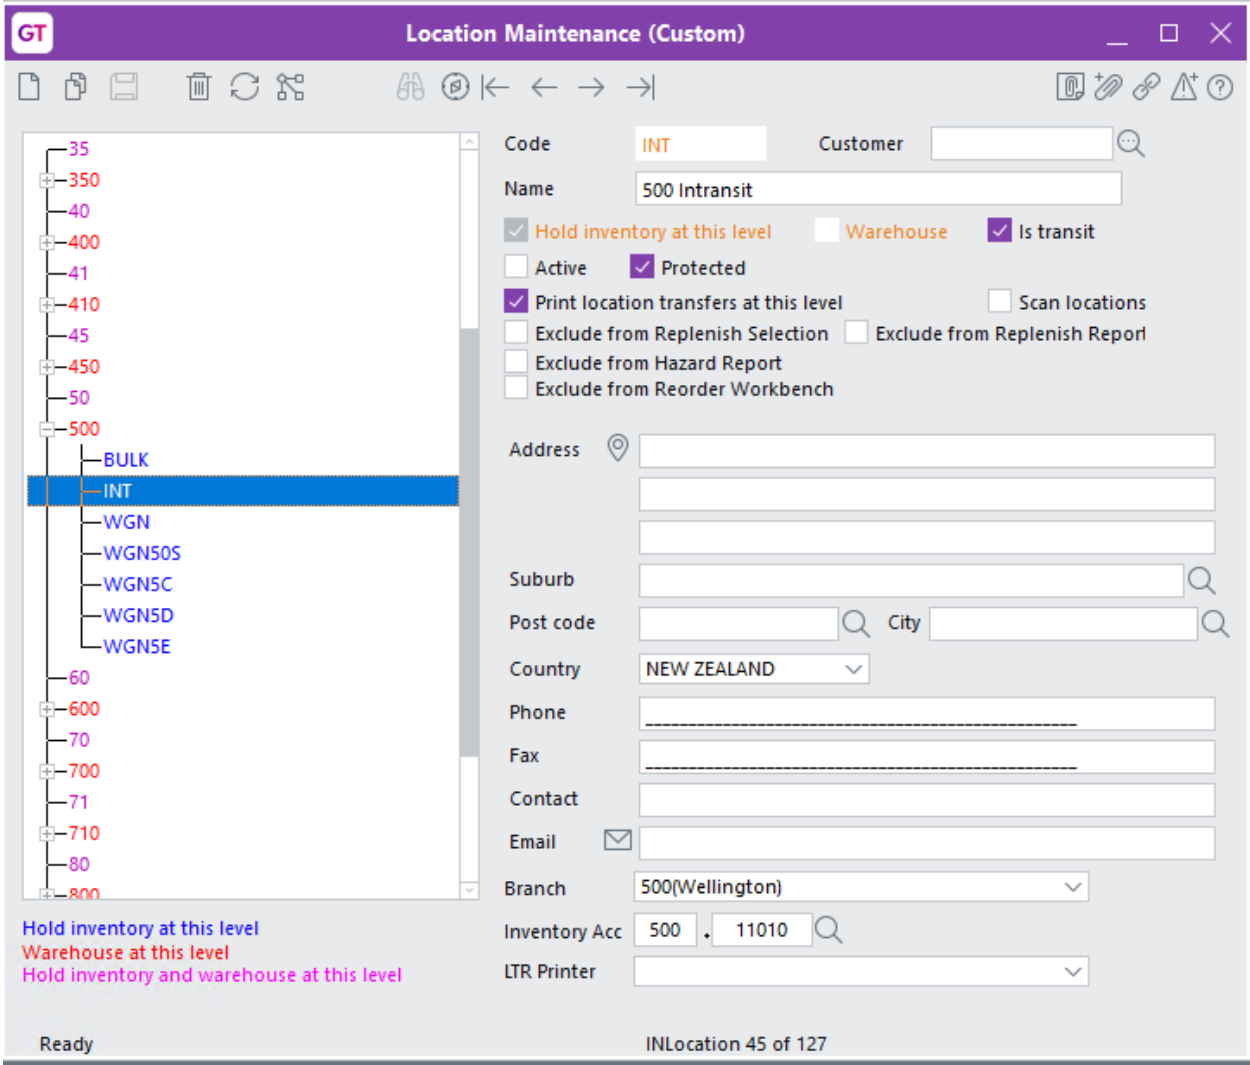 GT Location Maintenance (Custom)
35
350
40
400
41
410
45
450
50
500
BULK
INT
WGN
WGN50S
WGN5C
WGN5D
WGN5E
60
600
70
700
71
710
80
800
Hold inventory at this level
Warehouse at this level
Hold inventory and warehouse at this level
Code INT Customer
Name 500 Intransit
Hold inventory at this level Warehouse Is transit
Active Protected
Print location transfers at this level Scan locations
Exclude from Replenish Selection Exclude from Replenish Report
Exclude from Hazard Report
Exclude from Reorder Workbench
Address
Suburb
Post code City
Country NEW ZEALAND
Phone
Fax
Contact
Email
Branch 500(Wellington)
Inventory Acc 500 . 11010
LTR Printer
Ready INLocation 45 of 127